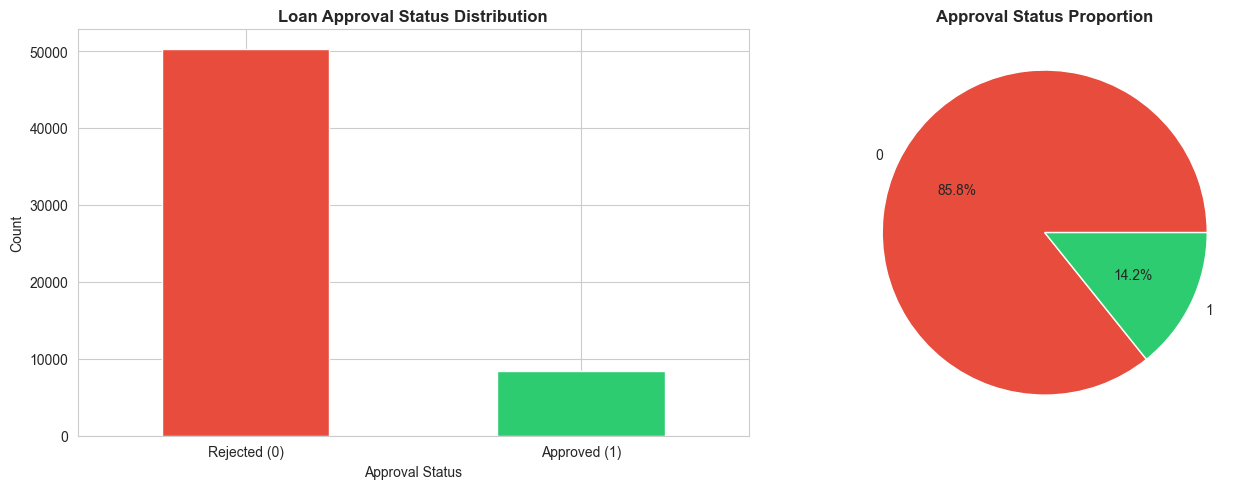 Loan Approval Status Distribution
Count
50000
40000
30000
20000
10000
0
Rejected (0)
Approved (1)
Approval Status
Approval Status Proportion
0
85.8%
14.2%
1